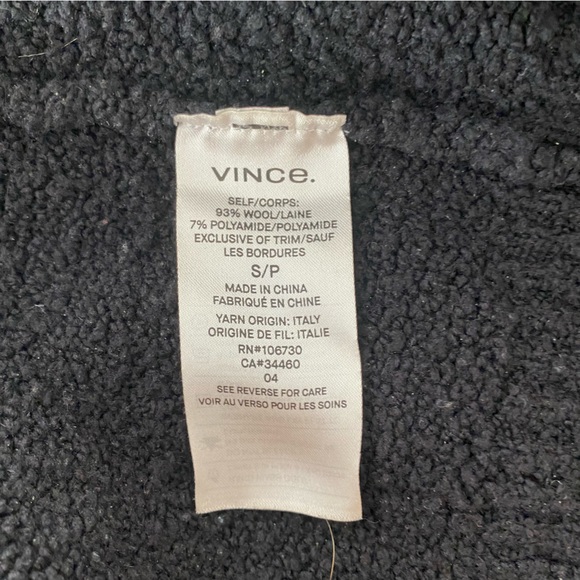 VINCe.
SELF/CORPS:
93% WOOL/LAINE
7% POLYAMIDE/POLYAMIDE
EXCLUSIVE OF TRIM/SAUF
LES BORDURES
S/P
MADE IN CHINA
FABRIQUÉ EN CHINE
YARN ORIGIN: ITALY
ORIGINE DE FIL: ITALIE
RN#106730
CA#34460
04
SEE REVERSE FOR CARE
VOIR AU VERSO POUR LES SOINS